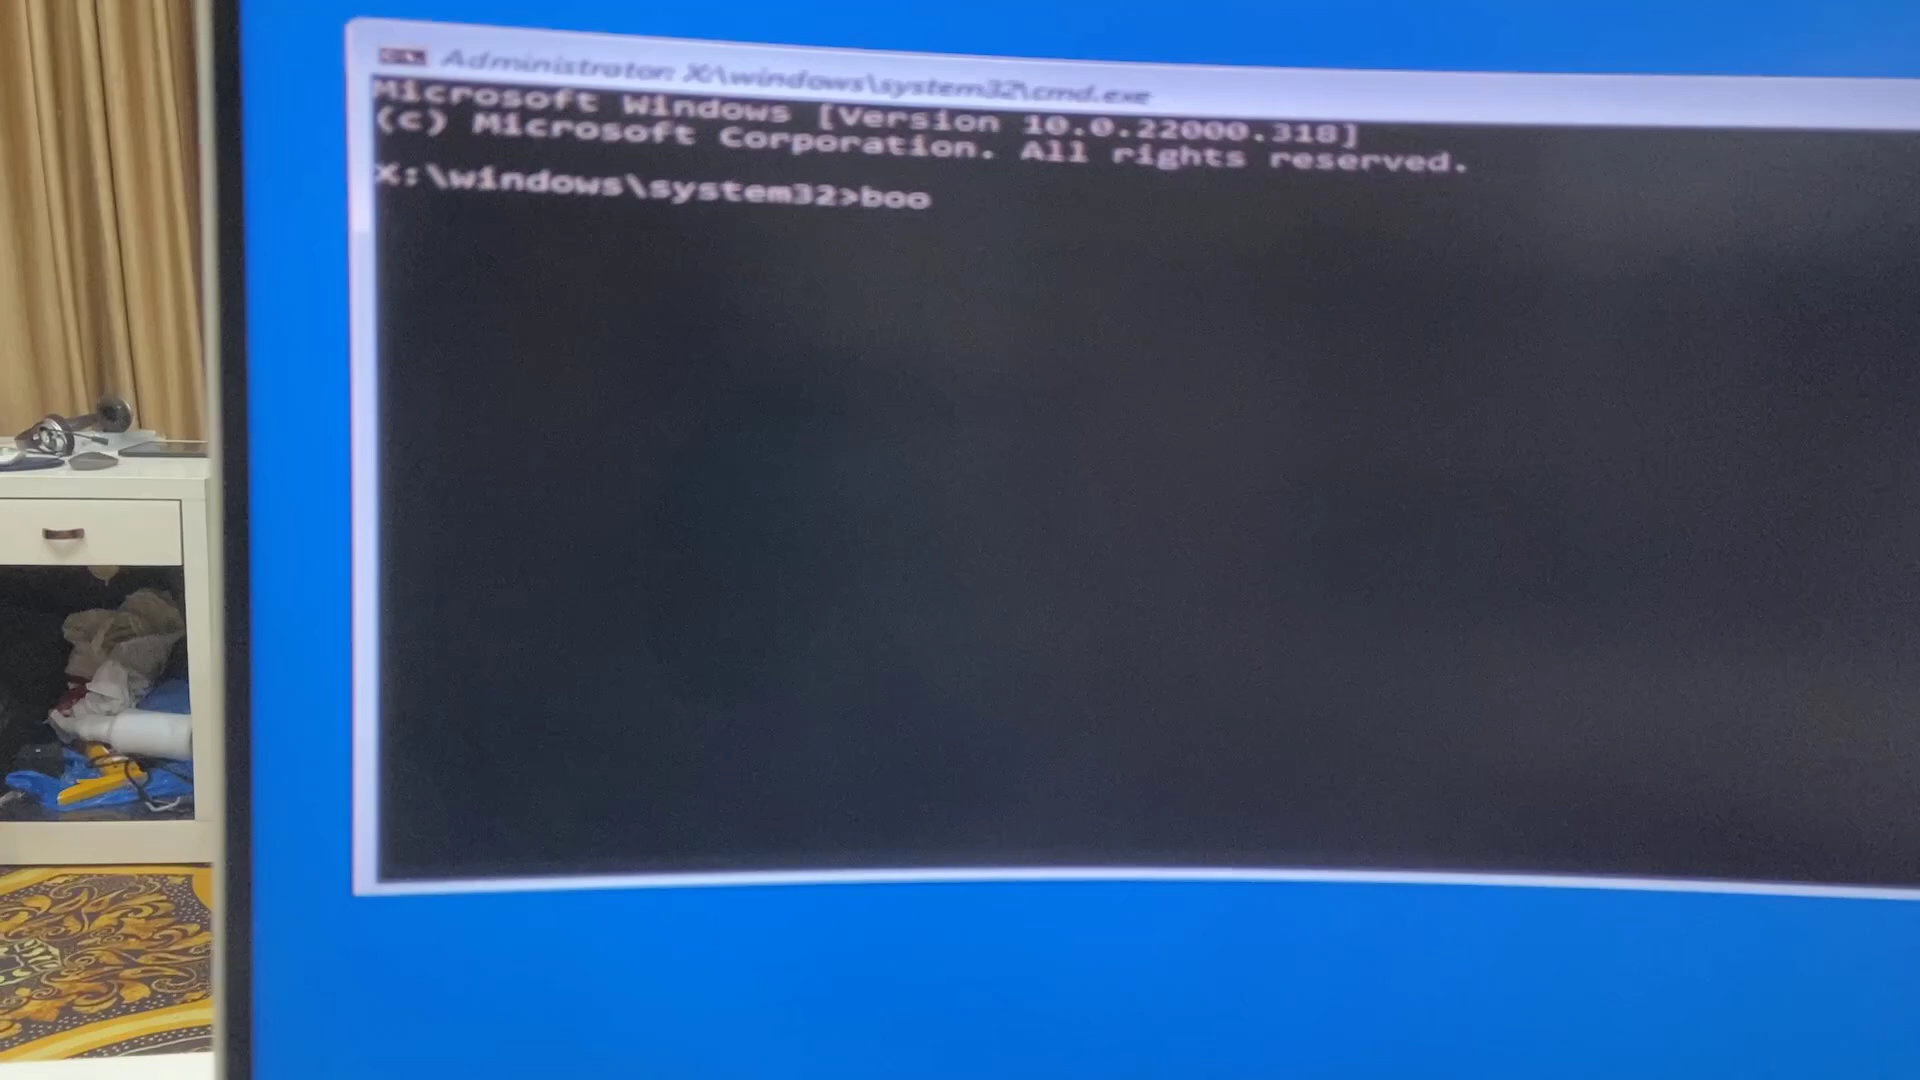 Administrator: X:\windows\system32\cmd.exe
Microsoft Windows [Version 10.0.22000.318]
(c) Microsoft Corporation. All rights reserved.
X:\windows\system32>boo